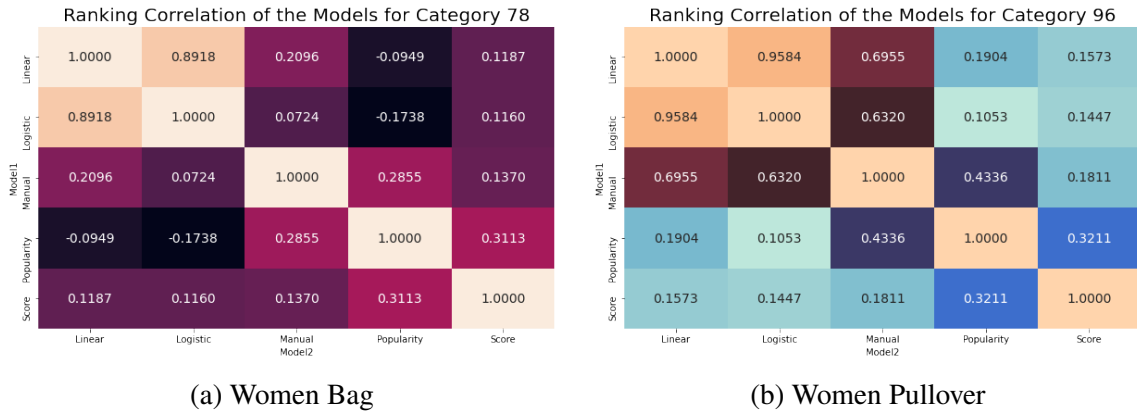 Ranking Correlation of the Models for Category 78
Linear 1.0000 0.8918 0.2096 -0.0949 0.1187
Logistic 0.8918 1.0000 0.0724 -0.1738 0.1160
Model1
Manual 0.2096 0.0724 1.0000 0.2855 0.1370
Popularity -0.0949 -0.1738 0.2855 1.0000 0.3113
Score 0.1187 0.1160 0.1370 0.3113 1.0000
Linear Logistic Manual Popularity Score
Model2
(a) Women Bag
Ranking Correlation of the Models for Category 96
Linear 1.0000 0.9584 0.6955 0.1904 0.1573
Logistic 0.9584 1.0000 0.6320 0.1053 0.1447
Model1
Manual 0.6955 0.6320 1.0000 0.4336 0.1811
Popularity 0.1904 0.1053 0.4336 1.0000 0.3211
Score 0.1573 0.1447 0.1811 0.3211 1.0000
Linear Logistic Manual Popularity Score
Model2
(b) Women Pullover